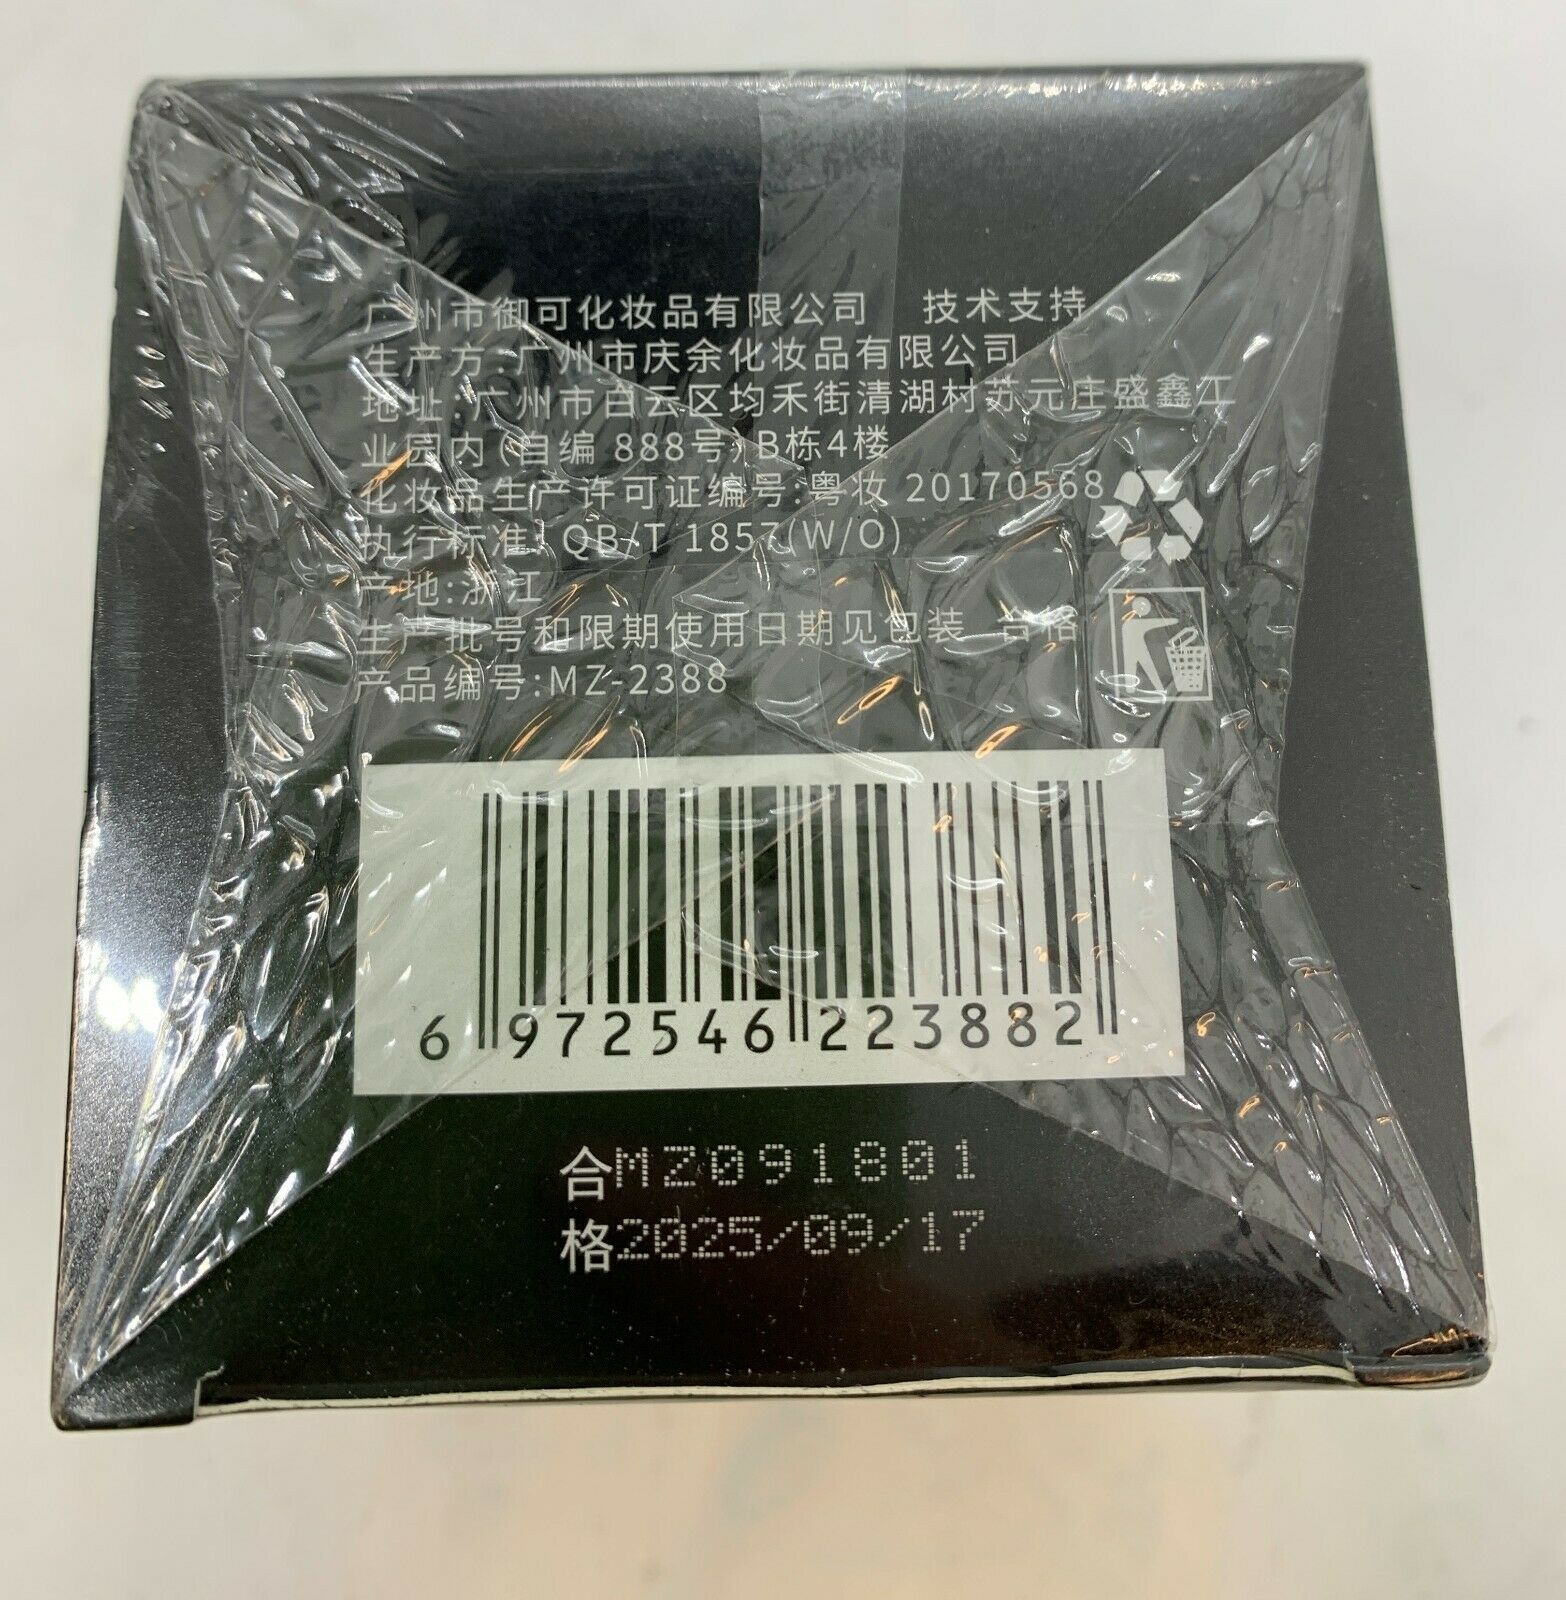 广州市御可化妆品有限公司 技术支持
生产方:广州市庆余化妆品有限公司
地址:广州市白云区均禾街清湖村苏元庄盛鑫工
业园内(自编 888号)B栋4楼
化妆品生产许可证编号:粤妆 20170568
执行标准:QB/T 1857(W/O)
产地:浙江
生产批号和限期使用日期见包装 合格
产品编号:MZ-2388
6 972546 223882
合MZ091801
格2025/09/17